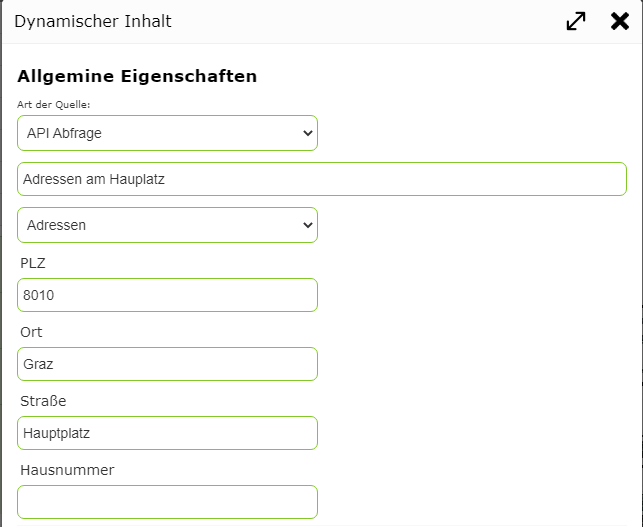 Dynamischer Inhalt
Allgemine Eigenschaften
Art der Quelle:
API Abfrage
Adressen am Hauplatz
Adressen
PLZ
8010
Ort
Graz
Straße
Hauptplatz
Hausnummer